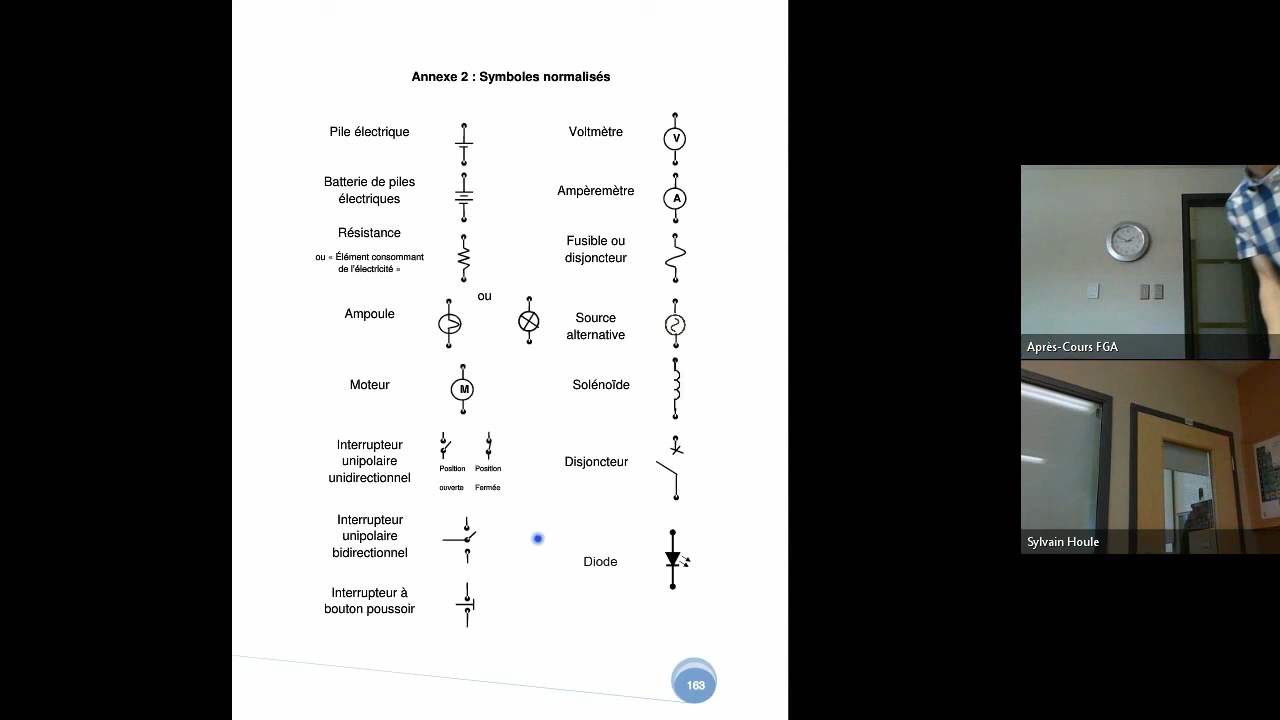 Annexe 2 : Symboles normalisés
Pile électrique
Batterie de piles
électriques
Résistance
ou « Élément consommant
de l'électricité »
ou
Ampoule
Moteur
M
Interrupteur
unipolaire
unidirectionnel
Position
ouverte
Position
Fermée
Interrupteur
unipolaire
bidirectionnel
Interrupteur à
bouton poussoir
Voltmètre
V
Ampèremètre
A
Fusible ou
disjoncteur
Source
alternative
Solénoïde
Disjoncteur
Diode
163
Après-Cours FGA
Sylvain Houle